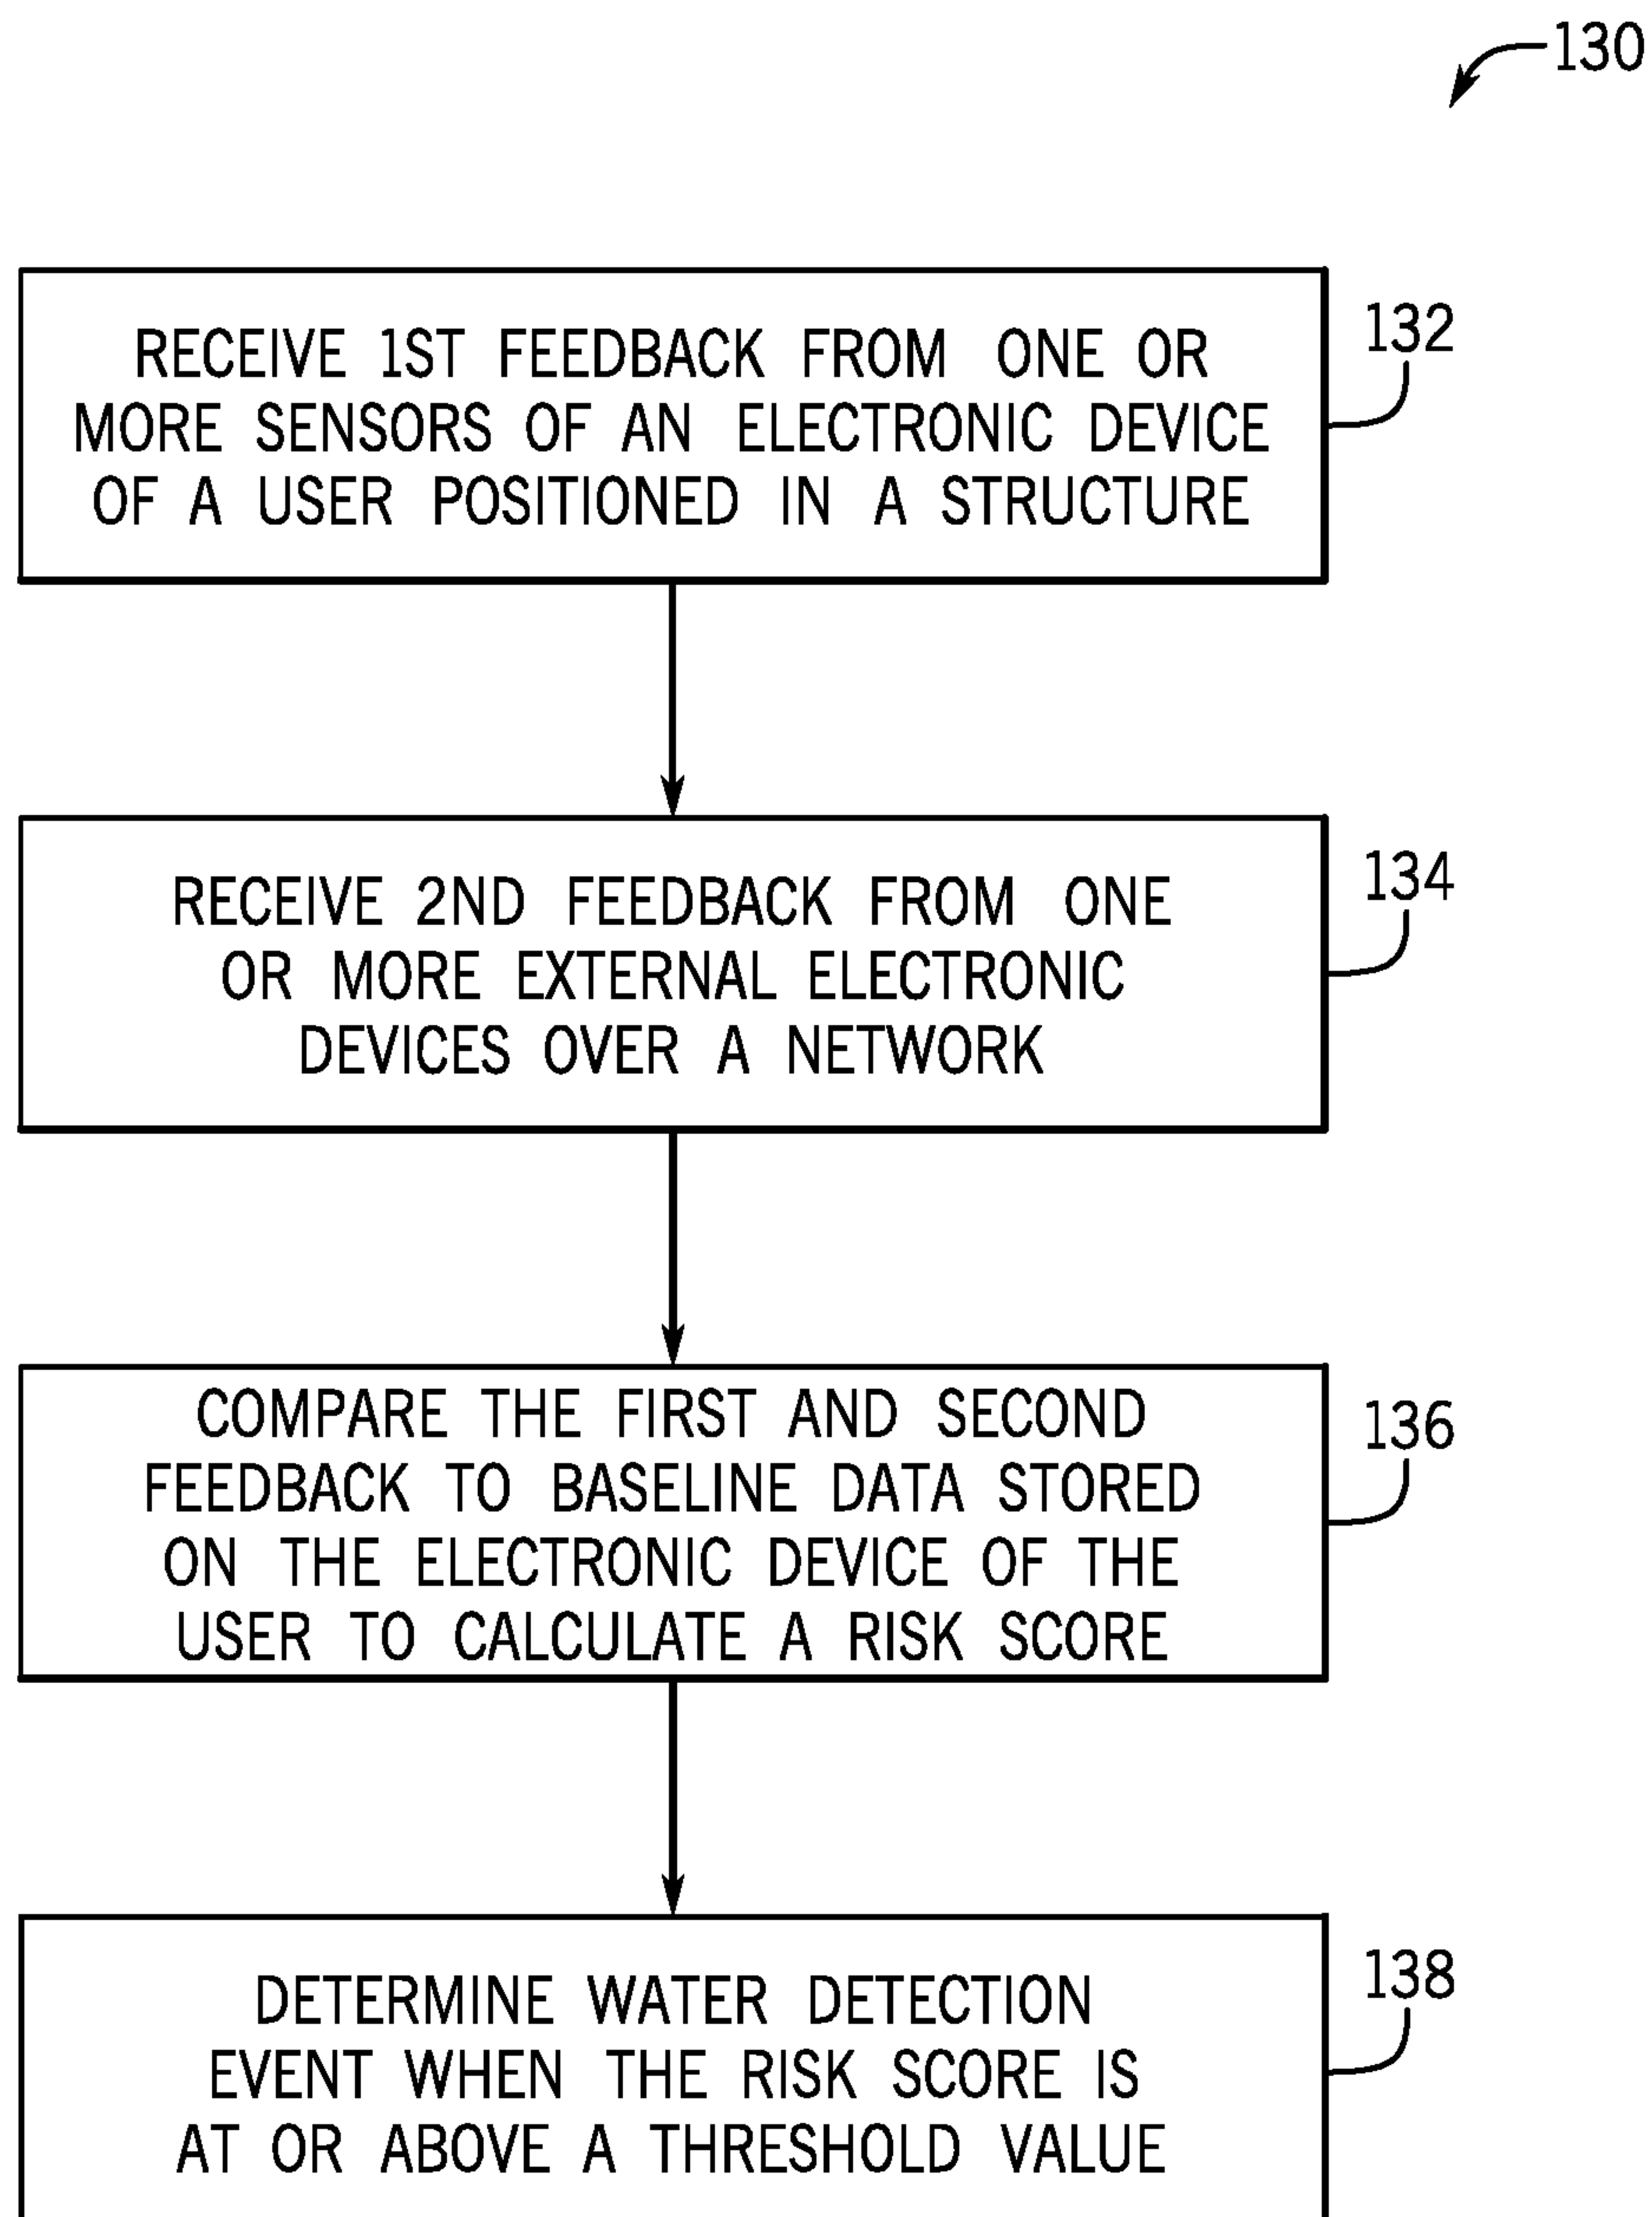 130
RECEIVE 1ST FEEDBACK FROM ONE OR
MORE SENSORS OF AN ELECTRONIC DEVICE
OF A USER POSITIONED IN A STRUCTURE
132
RECEIVE 2ND FEEDBACK FROM ONE
OR MORE EXTERNAL ELECTRONIC
DEVICES OVER A NETWORK
134
COMPARE THE FIRST AND SECOND
FEEDBACK TO BASELINE DATA STORED
ON THE ELECTRONIC DEVICE OF THE
USER TO CALCULATE A RISK SCORE
136
DETERMINE WATER DETECTION
EVENT WHEN THE RISK SCORE IS
AT OR ABOVE A THRESHOLD VALUE
138